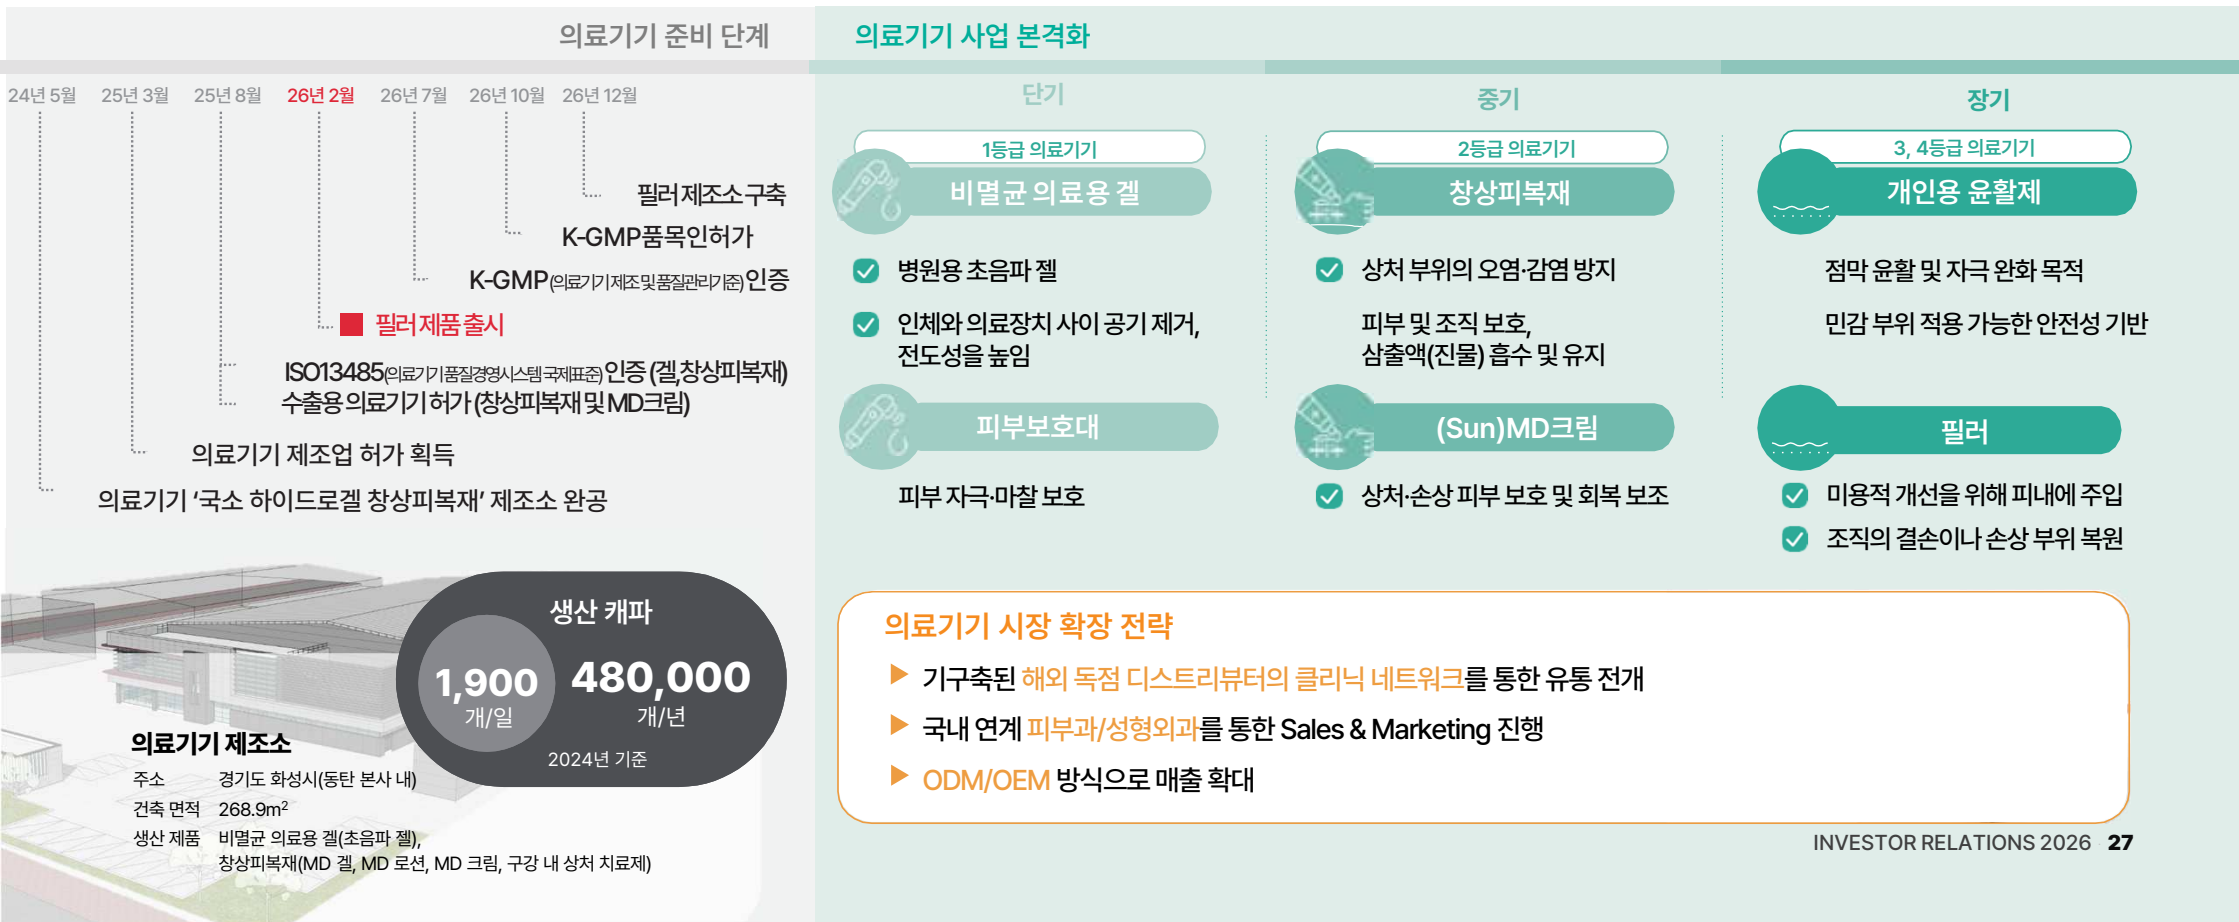 의료기기 준비 단계
24년 5월 25년 3월 25년 8월 26년 2월 26년 7월 26년 10월 26년 12월
필러 제조소 구축
K-GMP품목인허가
K-GMP(의료기기 제조 및 품질관리기준) 인증
필러 제품 출시
ISO13485(의료기기 품질경영시스템 국제표준) 인증 (겔,창상피복재)
수출용 의료기기 허가 (창상피복재 및 MD크림)
의료기기 제조업 허가 획득
의료기기 ‘국소 하이드로겔 창상피복재’ 제조소 완공
생산 캐파
1,900
개/일
480,000
개/년
2024년 기준
의료기기 제조소
주소 경기도 화성시(동탄 본사 내)
건축 면적 268.9m²
생산 제품 비멸균 의료용 겔(초음파 젤),
창상피복재(MD 겔, MD 로션, MD 크림, 구강 내 상처 치료제)
의료기기 사업 본격화
단기
1등급 의료기기
비멸균 의료용 겔
병원용 초음파 젤
인체와 의료장치 사이 공기 제거,
전도성을 높임
피부보호대
피부 자극·마찰 보호
중기
2등급 의료기기
창상피복재
상처 부위의 오염·감염 방지
피부 및 조직 보호,
삼출액(진물) 흡수 및 유지
(Sun)MD크림
상처·손상 피부 보호 및 회복 보조
장기
3, 4등급 의료기기
개인용 윤활제
점막 윤활 및 자극 완화 목적
민감 부위 적용 가능한 안전성 기반
필러
미용적 개선을 위해 피내에 주입
조직의 결손이나 손상 부위 복원
의료기기 시장 확장 전략
기구축된 해외 독점 디스트리뷰터의 클리닉 네트워크를 통한 유통 전개
국내 연계 피부과/성형외과를 통한 Sales & Marketing 진행
ODM/OEM 방식으로 매출 확대
INVESTOR RELATIONS 2026 27